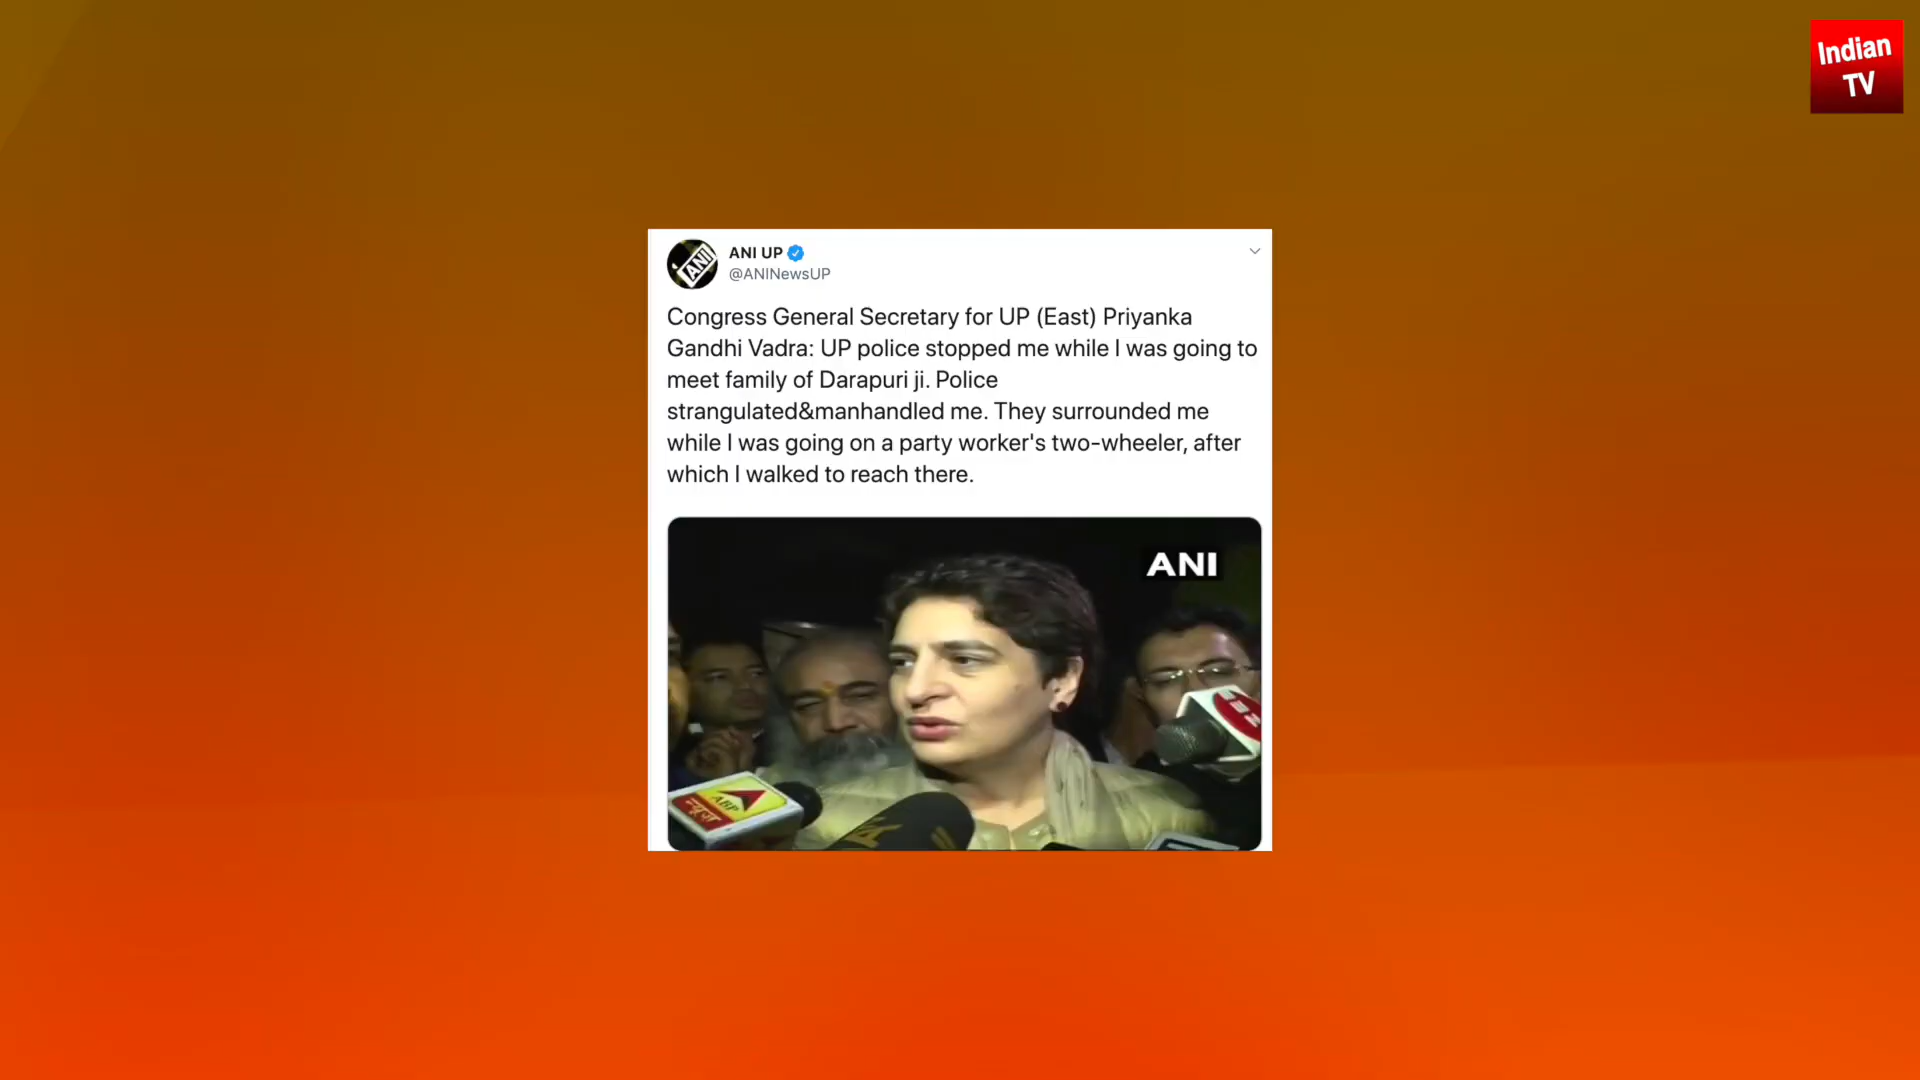 Indian
TV
ANI
ANI UP
@ANINewsUP
Congress General Secretary for UP (East) Priyanka
Gandhi Vadra: UP police stopped me while I was going to
meet family of Darapuri ji. Police
strangulated&manhandled me. They surrounded me
while I was going on a party worker's two-wheeler, after
which I walked to reach there.
ANI
ABP
न्यूज़